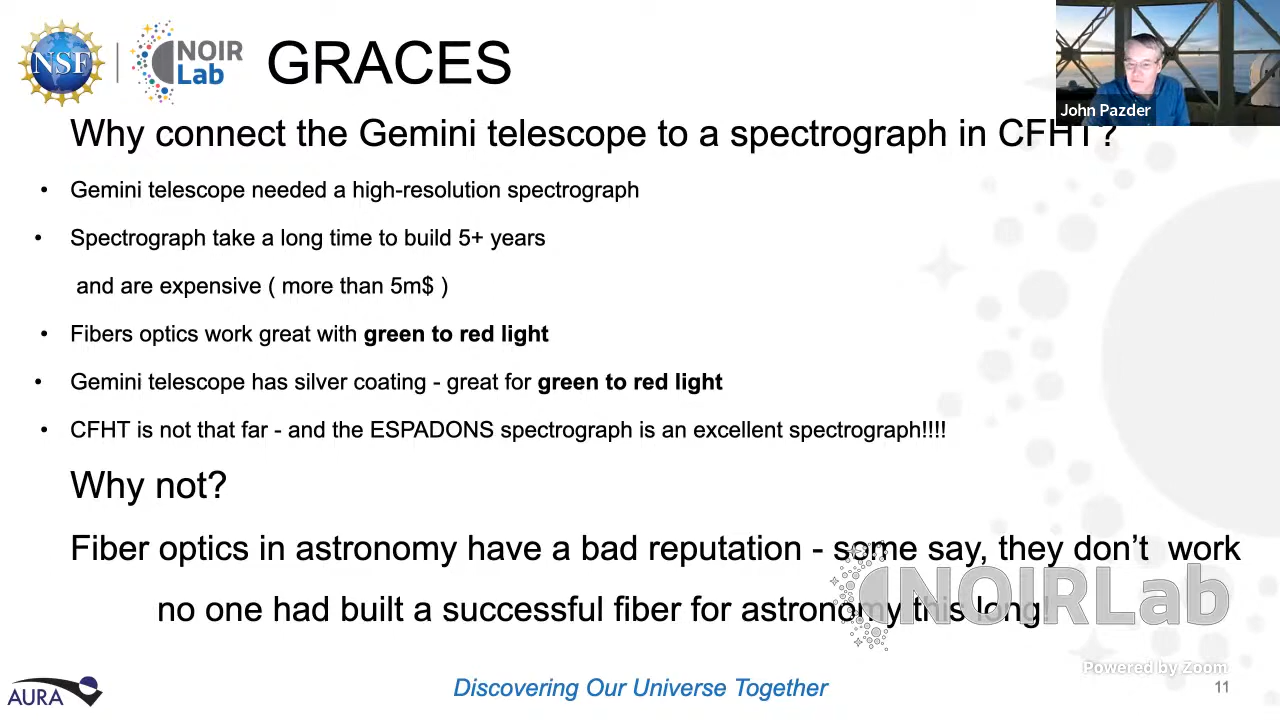 NSF
NOIR
Lab
GRACES
John Pazder
Why connect the Gemini telescope to a spectrograph in CFHT?
• Gemini telescope needed a high-resolution spectrograph
• Spectrograph take a long time to build 5+ years
and are expensive ( more than 5m$ )
• Fibers optics work great with green to red light
• Gemini telescope has silver coating - great for green to red light
• CFHT is not that far - and the ESPADONS spectrograph is an excellent spectrograph!!!!
Why not?
Fiber optics in astronomy have a bad reputation - some say, they don’t work
no one had built a successful fiber for astronomy this long!
NOIRLab
Powered by Zoom
AURA
Discovering Our Universe Together
11